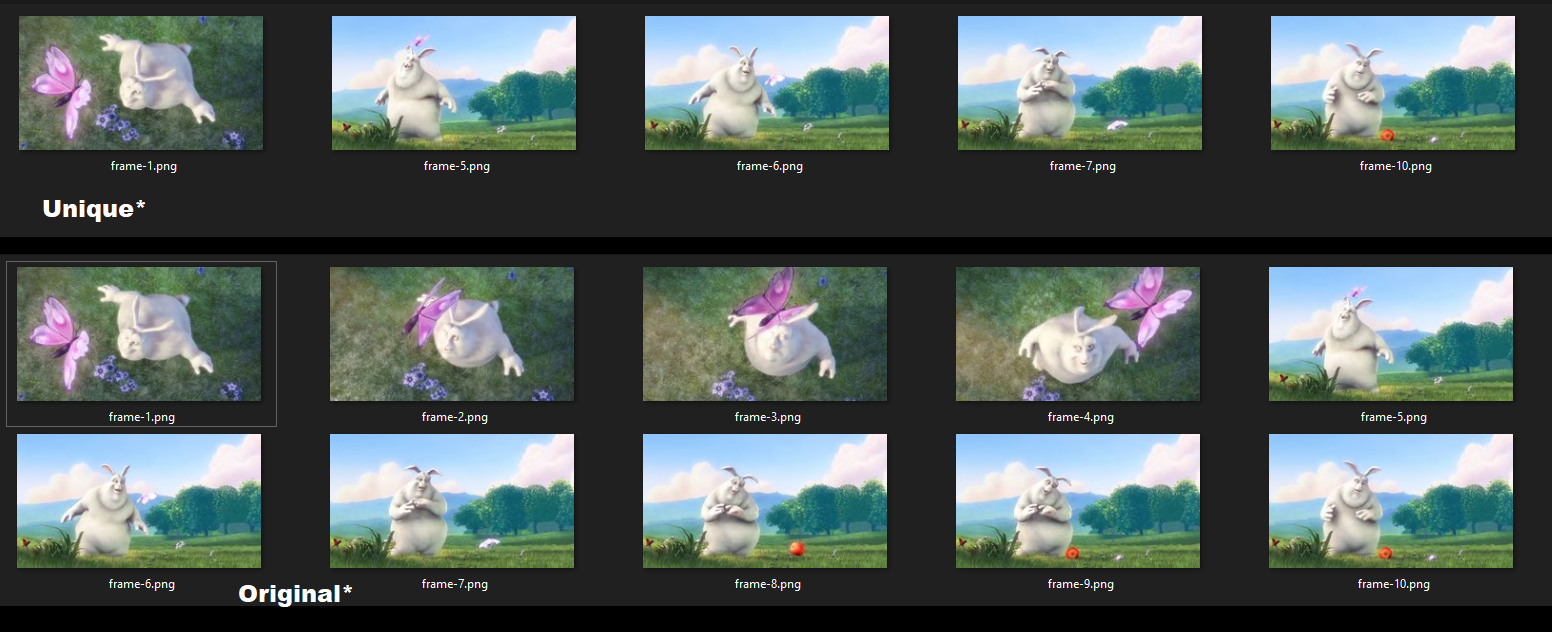 frame-1.png frame-5.png frame-6.png frame-7.png frame-10.png
Unique*
frame-1.png frame-2.png frame-3.png frame-4.png frame-5.png
frame-6.png frame-7.png frame-8.png frame-9.png frame-10.png
Original*